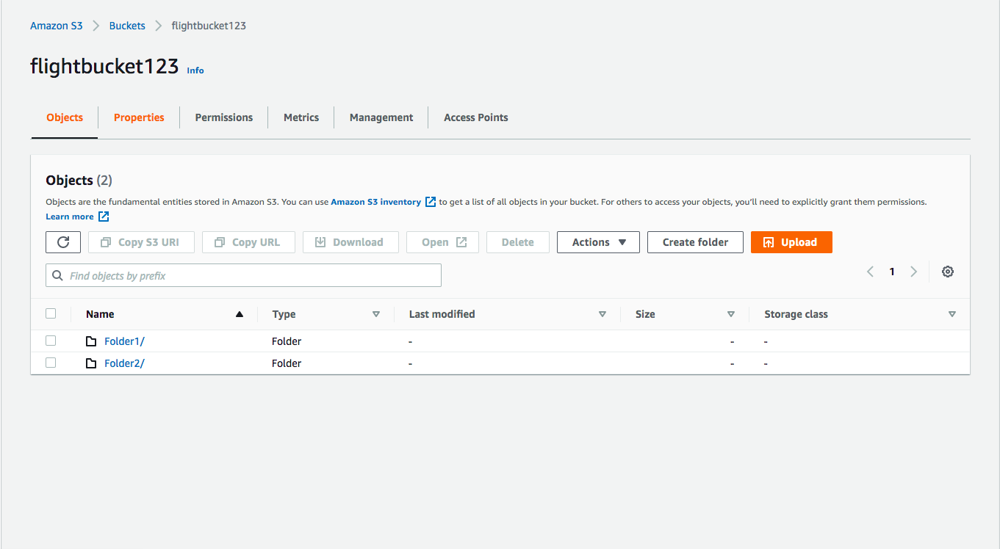 Amazon S3 > Buckets > flightbucket123
flightbucket123 Info
Objects Properties Permissions Metrics Management Access Points
Objects (2)
Objects are the fundamental entities stored in Amazon S3. You can use Amazon S3 inventory to get a list of all objects in your bucket. For others to access your objects, you'll need to explicitly grant them permissions.
Learn more
Copy S3 URI Copy URL Download Open Delete Actions Create folder Upload
Find objects by prefix
1
Name Type Last modified Size Storage class
Folder1/ Folder - - -
Folder2/ Folder - - -